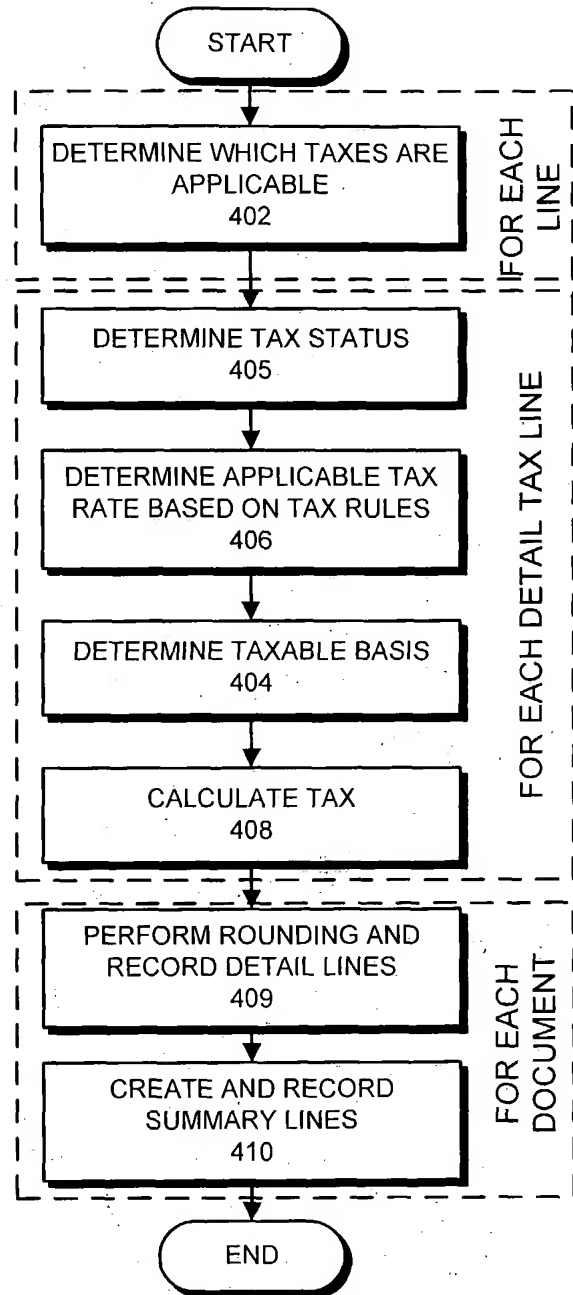 START
DETERMINE WHICH TAXES ARE
APPLICABLE
402
FOR EACH
LINE
DETERMINE TAX STATUS
405
DETERMINE APPLICABLE TAX
RATE BASED ON TAX RULES
406
DETERMINE TAXABLE BASIS
404
CALCULATE TAX
408
FOR EACH DETAIL TAX LINE
PERFORM ROUNDING AND
RECORD DETAIL LINES
409
CREATE AND RECORD
SUMMARY LINES
410
FOR EACH
DOCUMENT
END